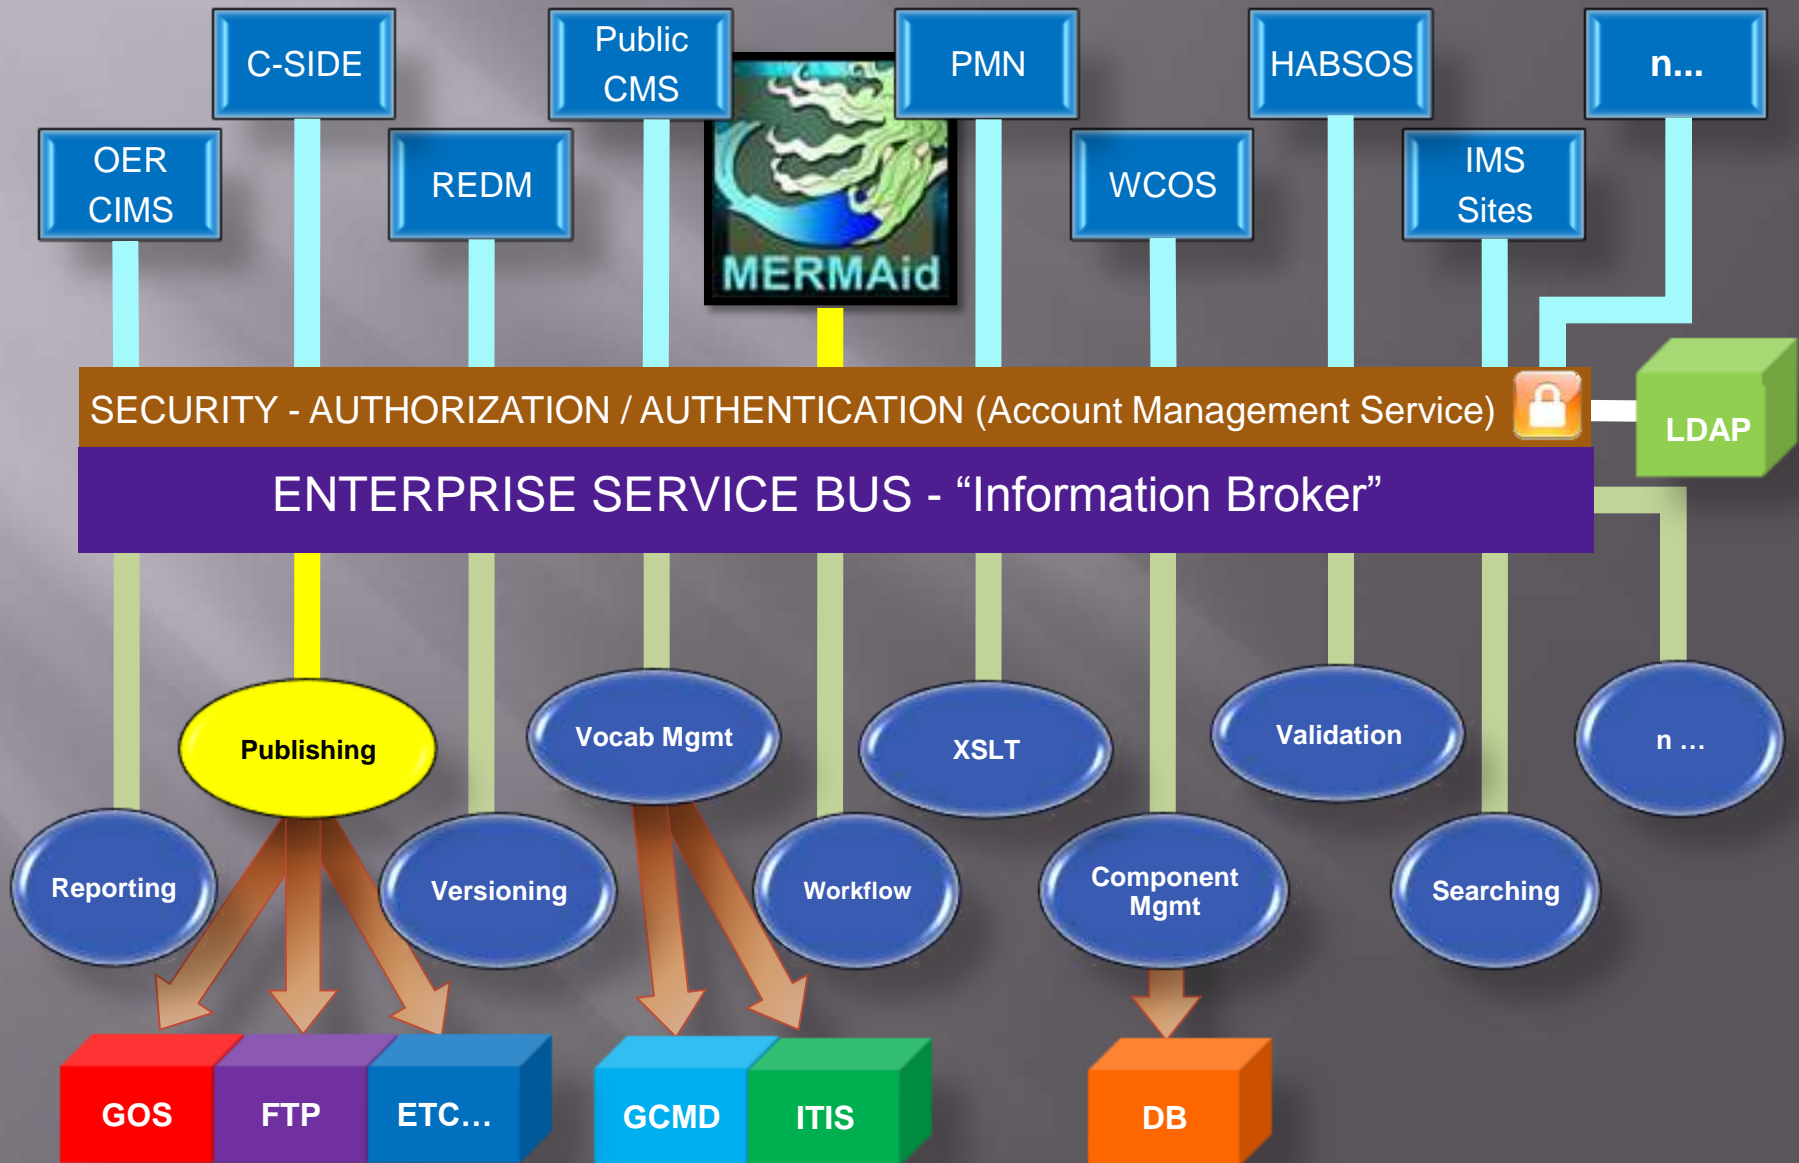 C-SIDE
Public
CMS
PMN
HABSOS
n...
OER
CIMS
REDM
MERMAid
WCOS
IMS
Sites
SECURITY - AUTHORIZATION / AUTHENTICATION (Account Management Service)
LDAP
ENTERPRISE SERVICE BUS - “Information Broker”
Publishing
Vocab Mgmt
XSLT
Validation
n …
Reporting
Versioning
Workflow
Component
Mgmt
Searching
GOS
FTP
ETC…
GCMD
ITIS
DB